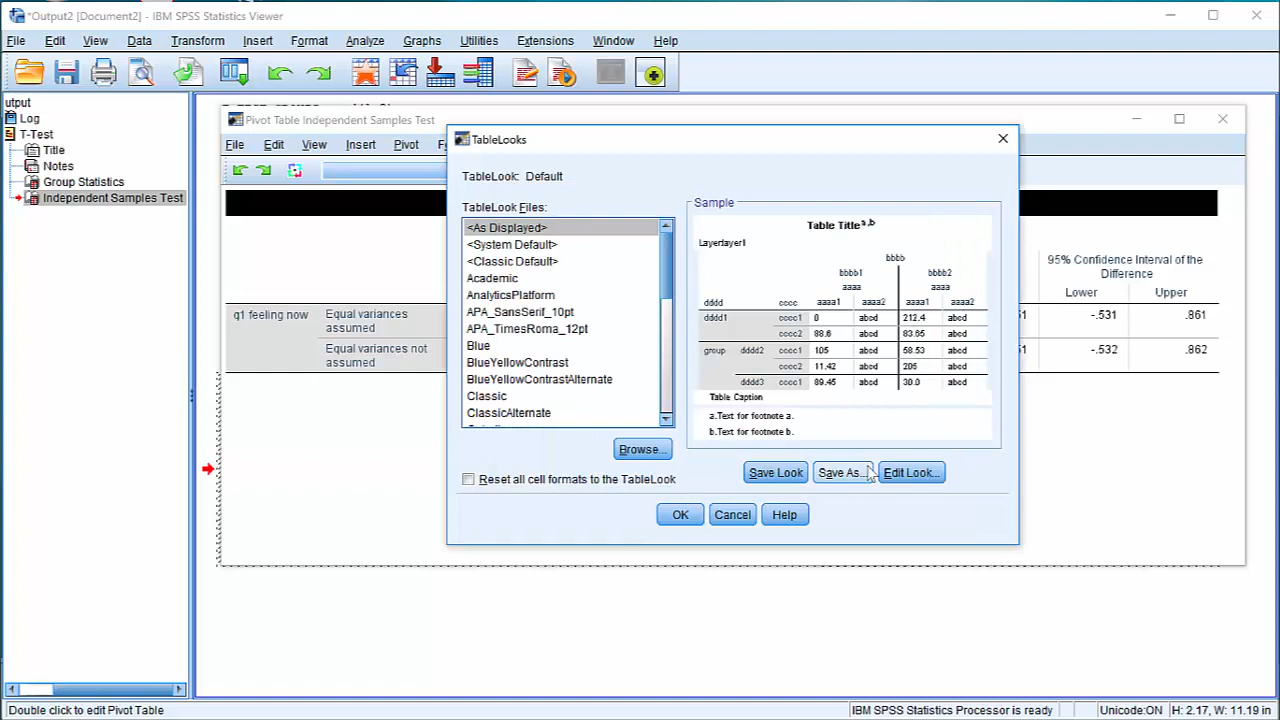 *Output2 [Document2] - IBM SPSS Statistics Viewer
File Edit View Data Transform Insert Format Analyze Graphs Utilities Extensions Window Help
utput
Log
T-Test
Title
Notes
Group Statistics
Independent Samples Test
Pivot Table Independent Samples Test
File Edit View Insert Pivot
95% Confidence Interval of the
Difference
Lower Upper
q1 feeling now Equal variances
assumed
-.531 .861
Equal variances not
assumed
-.532 .862
TableLooks
TableLook: Default
TableLook Files:
<As Displayed>
<System Default>
<Classic Default>
Academic
AnalyticsPlatform
APA_SansSerif_10pt
APA_TimesRoma_12pt
Blue
BlueYellowContrast
BlueYellowContrastAlternate
Classic
ClassicAlternate
Browse...
Reset all cell formats to the TableLook
Sample
Table Title a,b
Layerlayer1
bbbb
bbbb1 bbbb2
aaaa aaaa
dddd cccc aaaa1 aaaa2 aaaa1 aaaa2
dddd1 cccc1 0 abcd 212.4 abcd
cccc2 88.6 abcd 83.85 abcd
group dddd2 cccc1 105 abcd 58.53 abcd
cccc2 11.42 abcd 205 abcd
dddd3 cccc1 89.45 abcd 30.0 abcd
Table Caption
a.Text for footnote a.
b.Text for footnote b.
Save Look Save As... Edit Look...
OK Cancel Help
Double click to edit Pivot Table
IBM SPSS Statistics Processor is ready
Unicode:ON
H: 2.17, W: 11.19 in